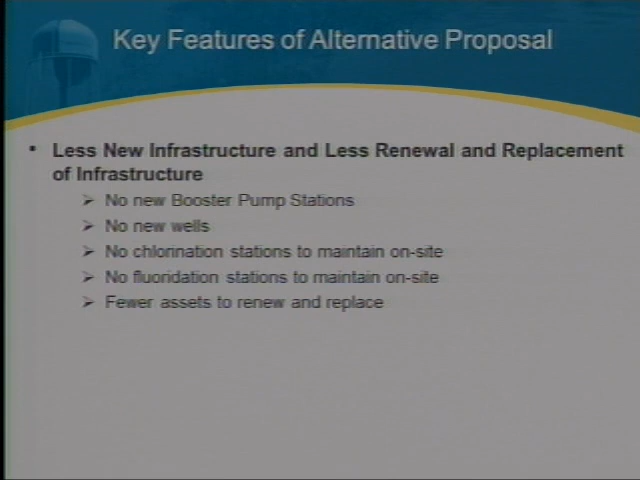 Key Features of Alternative Proposal
• Less New Infrastructure and Less Renewal and Replacement
of Infrastructure
➢ No new Booster Pump Stations
➢ No new wells
➢ No chlorination stations to maintain on-site
➢ No fluoridation stations to maintain on-site
➢ Fewer assets to renew and replace